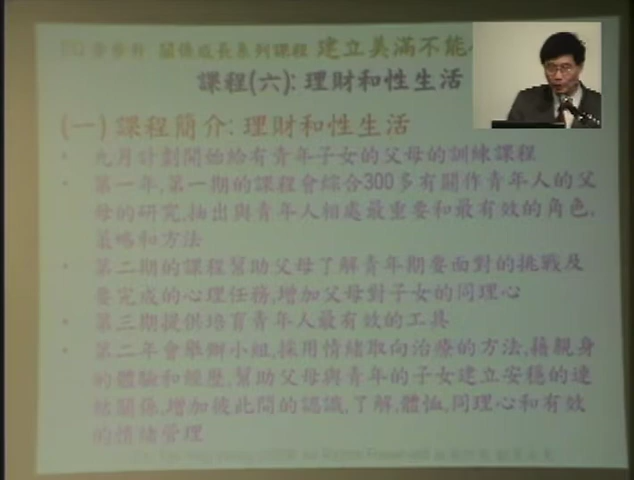 關係成長系列課程 建立美滿不能
課程(六): 理財和性生活
(一) 課程簡介: 理財和性生活
• 九月計劃開始給有青年子女的父母的訓練課程
• 第一年,第一期的課程會綜合300多有關作青年人的父
母的研究,抽出與青年人相處最重要和最有效的角色,
策略和方法
• 第二期的課程幫助父母了解青年期要面對的挑戰及
要完成的心理任務,增加父母對子女的同理心
• 第三期提供培育青年人最有效的工具
• 第二年會舉辦小組,採用情緒取向治療的方法,藉親身
的體驗和經歷,幫助父母與青年的子女建立安穩的連
結關係,增加彼此間的認識,了解,體恤,同理心和有效
的情緒管理